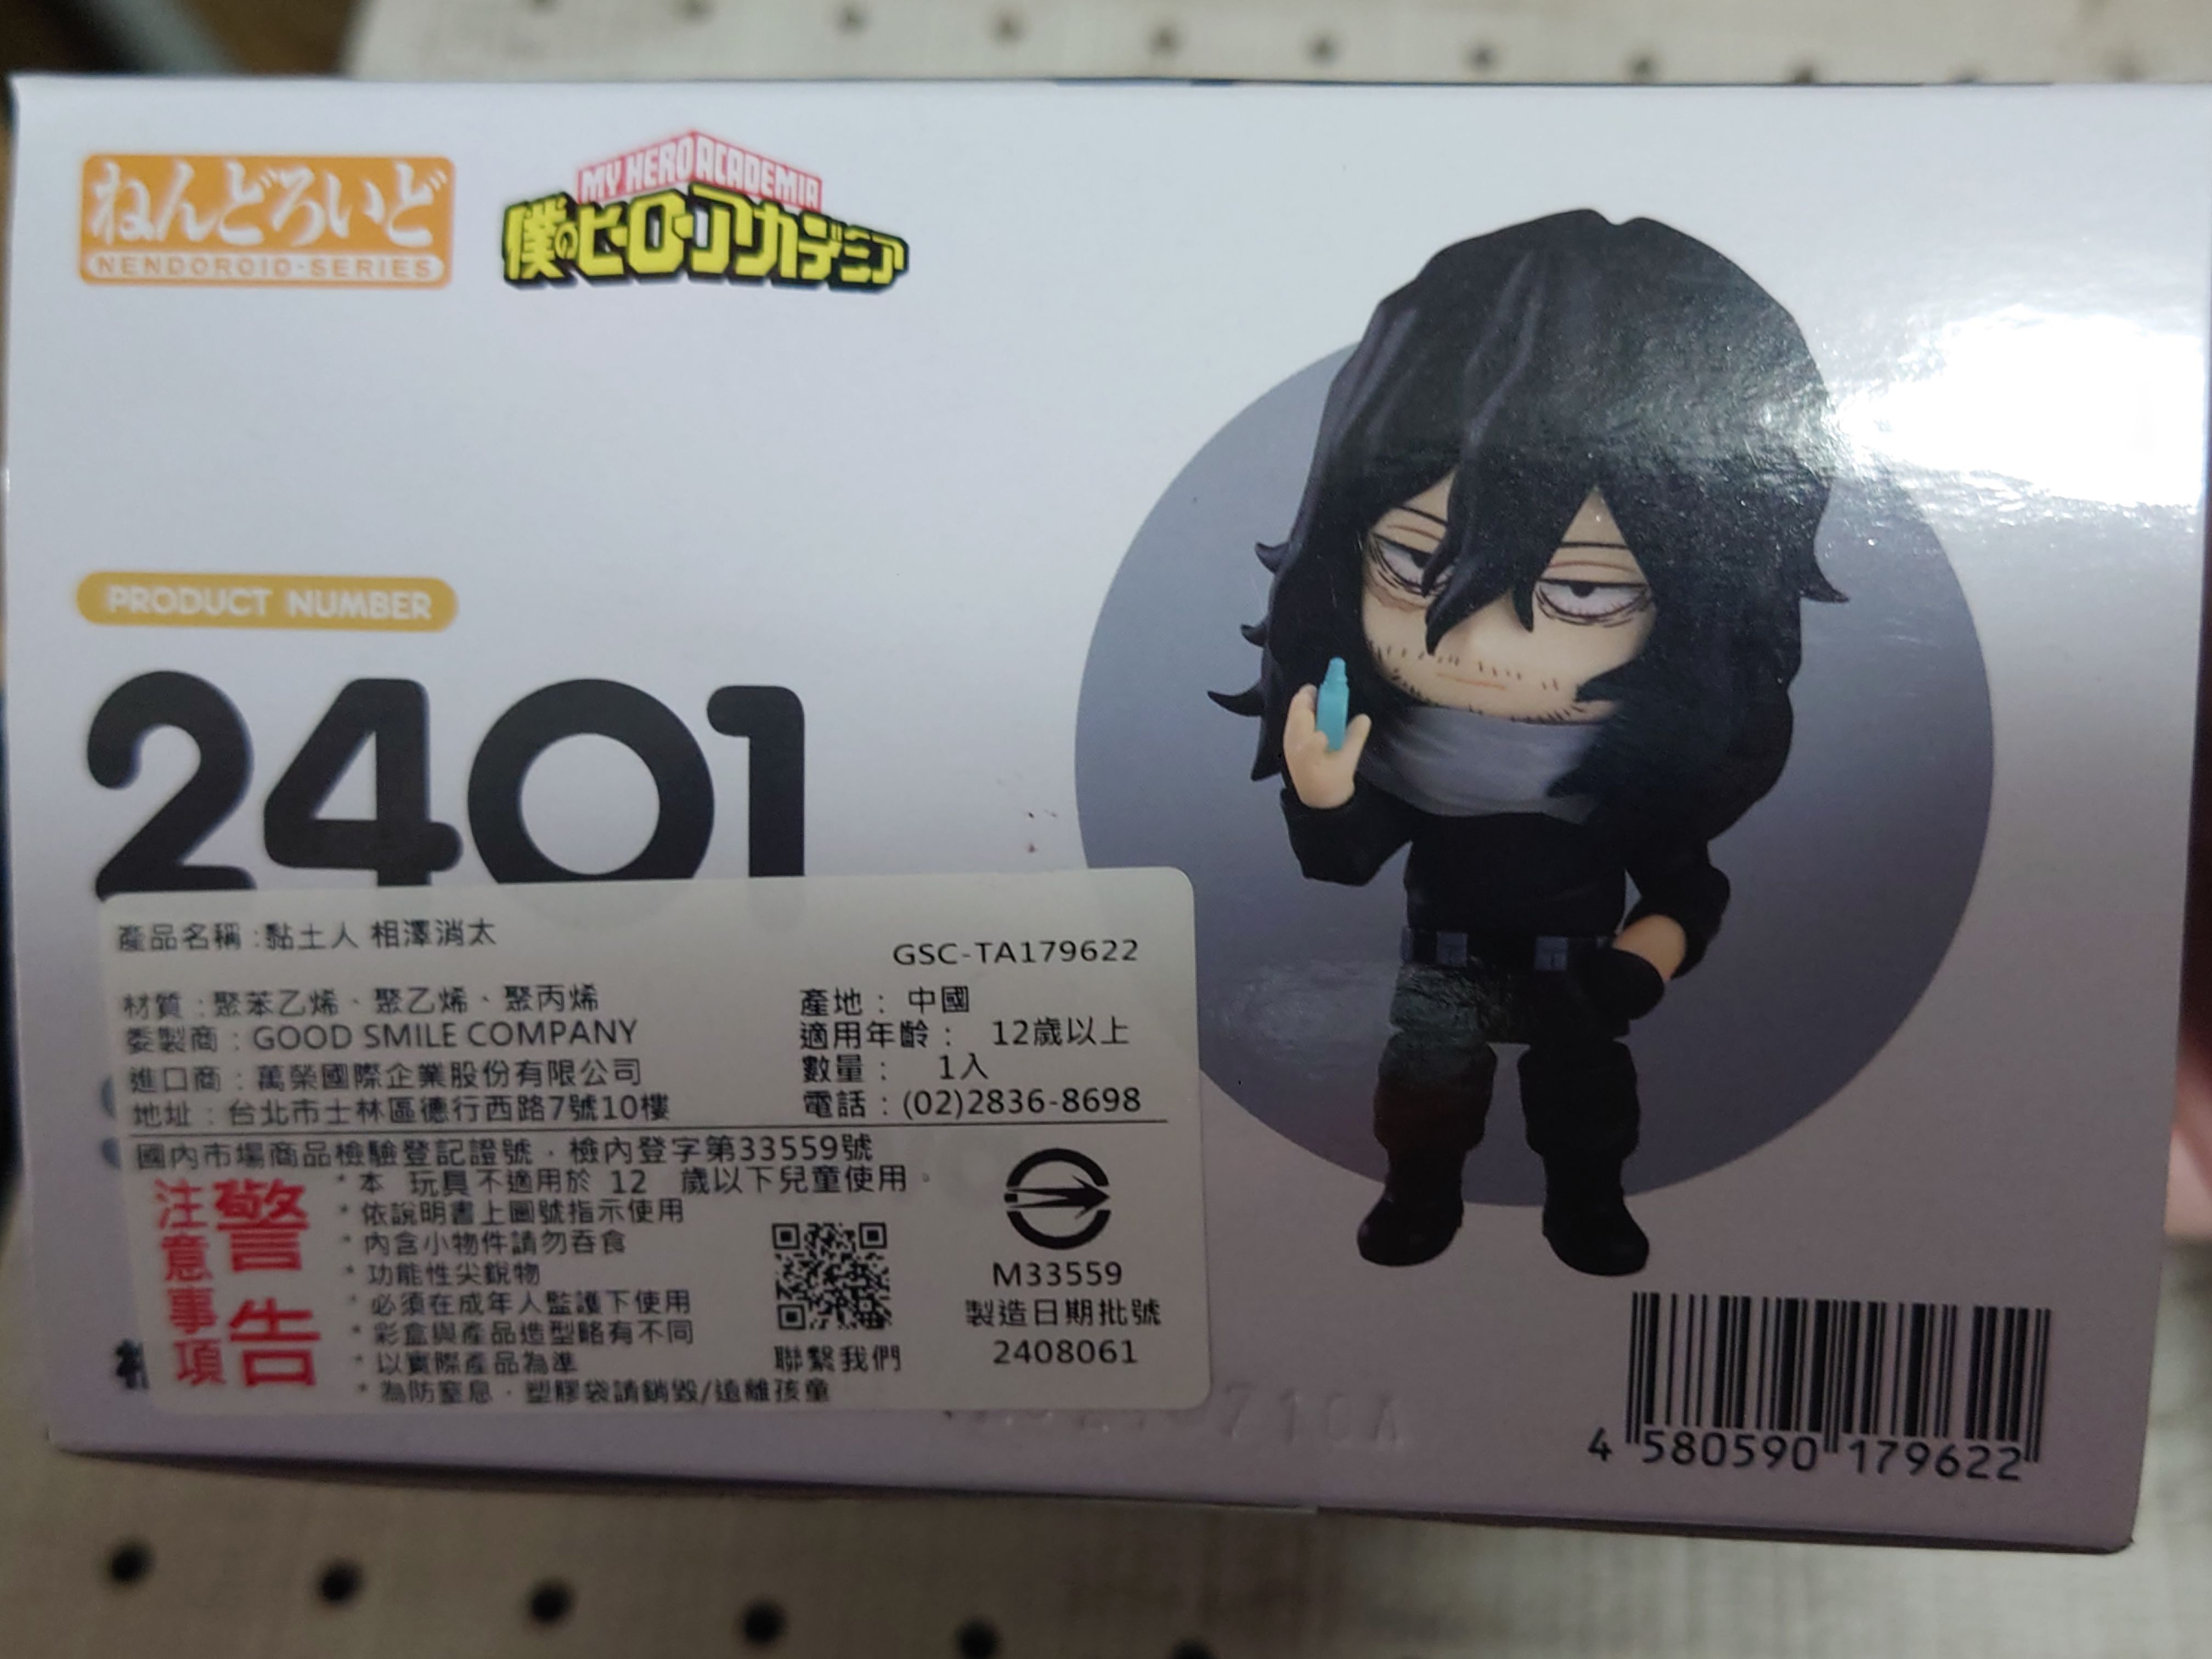 ねんどろいど
NENDOROID·SERIES
MY HERO ACADEMIA
僕のヒーローアカデミア
PRODUCT NUMBER
2401
產品名稱:黏土人 相澤消太
GSC-TA179622
材質:聚苯乙烯、聚乙烯、聚丙烯
產地: 中國
委製商:GOOD SMILE COMPANY
適用年齡: 12歲以上
進口商:萬榮國際企業股份有限公司
數量: 1入
地址:台北市士林區德行西路7號10樓
電話:(02)2836-8698
國內市場商品檢驗登記證號,檢內登字第33559號
警告
注意事項
*本 玩具不適用於 12 歲以下兒童使用。
*依說明書上圖號指示使用
*內含小物件請勿吞食
*功能性尖銳物
*必須在成年人監護下使用
*彩盒與產品造型略有不同
*以實際產品為準
*為防窒息,塑膠袋請銷毀/遠離孩童
聯繫我們
M33559
製造日期批號
2408061
4 580590 179622